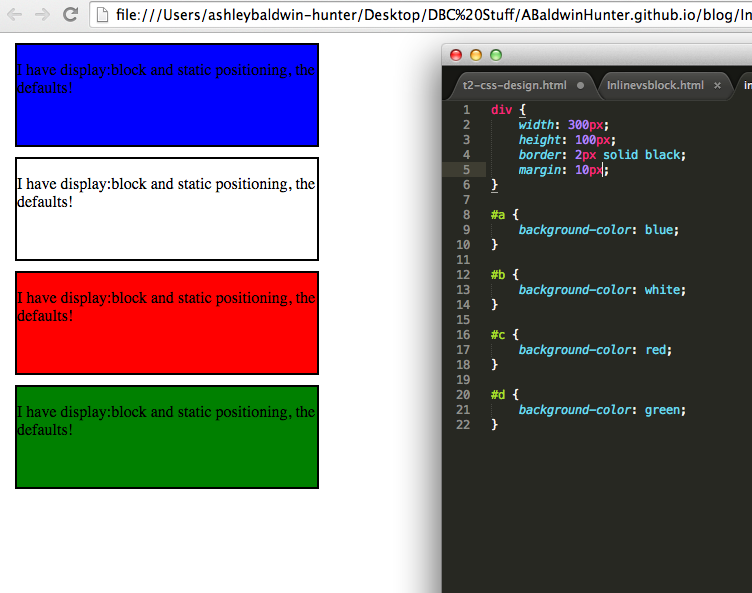 file:///Users/ashleybaldwin-hunter/Desktop/DBC%20Stuff/ABaldwinHunter.github.io/blog/In
I have display:block and static positioning, the
defaults!
I have display:block and static positioning, the
defaults!
I have display:block and static positioning, the
defaults!
I have display:block and static positioning, the
defaults!
t2-css-design.html Inlinevsblock.html × in
1 div {
2 width: 300px;
3 height: 100px;
4 border: 2px solid black;
5 margin: 10px;
6 }
7
8 #a {
9 background-color: blue;
10 }
11
12 #b {
13 background-color: white;
14 }
15
16 #c {
17 background-color: red;
18 }
19
20 #d {
21 background-color: green;
22 }